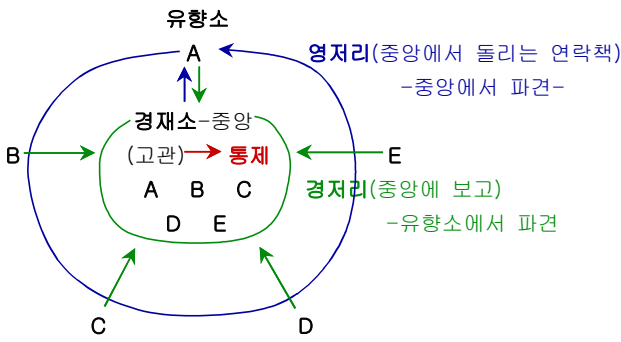 유향소
A
영저리(중앙에서 돌리는 연락책)
-중앙에서 파견-
경재소-중앙
B
(고관)
통제
E
A B C
경저리(중앙에 보고)
D E
-유향소에서 파견
C
D